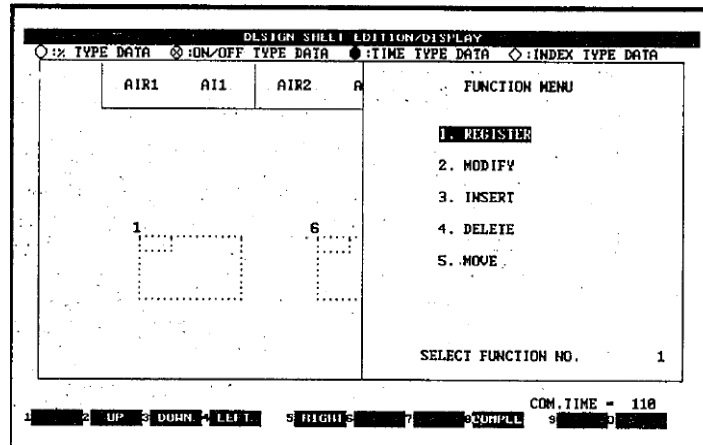 DESIGN SHEET EDITION/DISPLAY
:% TYPE DATA :ON/OFF TYPE DATA :TIME TYPE DATA :INDEX TYPE DATA
AIR1 AI1 AIR2 A
FUNCTION MENU
1. REGISTER
2. MODIFY
3. INSERT
4. DELETE
5. MOVE
1 6
SELECT FUNCTION NO. 1
COM.TIME = 110
1 2 UP 3 DOWN 4 LEFT 5 RIGHT 6 7 8 COMPLE 9 0